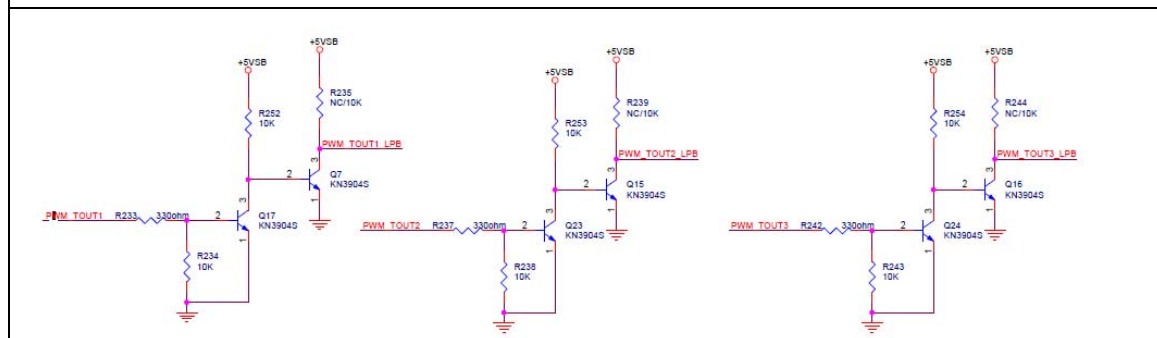 +5VSB
R252
10K
+5VSB
R235
NC/10K
PWM_TOUT1_LPB
3
2
Q7
KN3904S
1
PWM_TOUT1
R233
330ohm
2
3
Q17
KN3904S
1
R234
10K
+5VSB
R253
10K
+5VSB
R239
NC/10K
PWM_TOUT2_LPB
3
2
Q15
KN3904S
1
PWM_TOUT2
R237
330ohm
2
3
Q23
KN3904S
1
R238
10K
+5VSB
R254
10K
+5VSB
R244
NC/10K
PWM_TOUT3_LPB
3
2
Q16
KN3904S
1
PWM_TOUT3
R242
330ohm
2
3
Q24
KN3904S
1
R243
10K